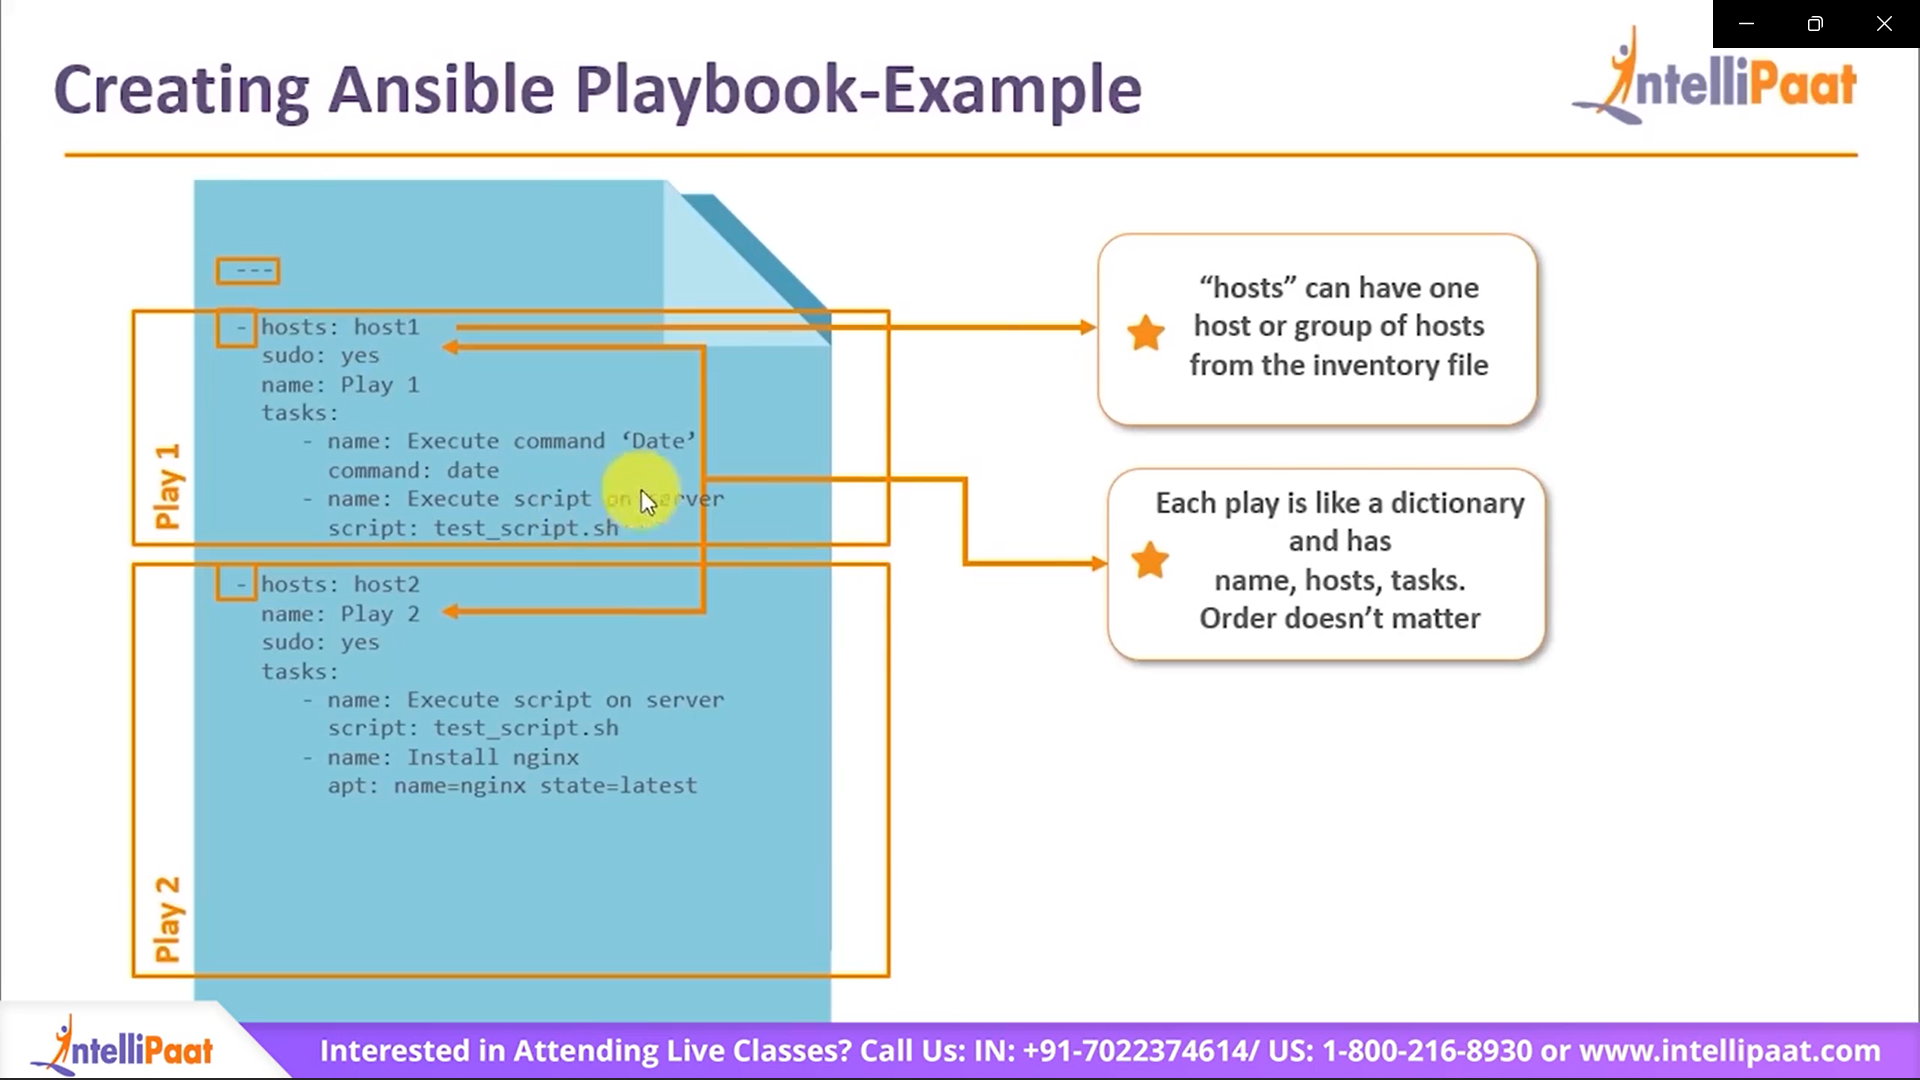 Creating Ansible Playbook-Example
IntelliPaat
---
- hosts: host1
sudo: yes
name: Play 1
tasks:
- name: Execute command ‘Date’
command: date
- name: Execute script on server
script: test_script.sh
Play 1
- hosts: host2
name: Play 2
sudo: yes
tasks:
- name: Execute script on server
script: test_script.sh
- name: Install nginx
apt: name=nginx state=latest
Play 2
“hosts” can have one
host or group of hosts
from the inventory file
Each play is like a dictionary
and has
name, hosts, tasks.
Order doesn’t matter
IntelliPaat
Interested in Attending Live Classes? Call Us: IN: +91-7022374614/ US: 1-800-216-8930 or www.intellipaat.com